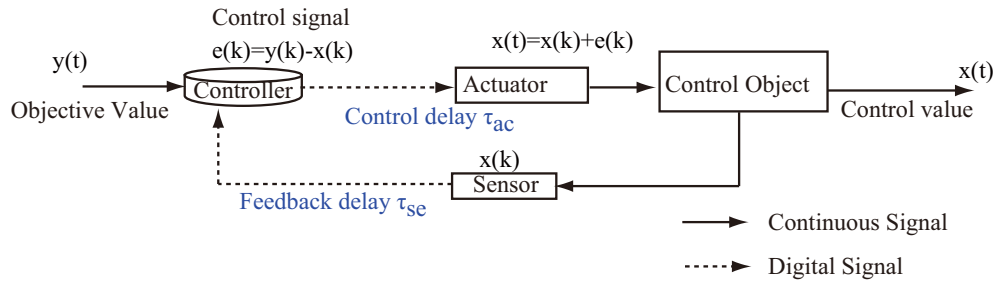 Control signal
e(k)=y(k)-x(k)
x(t)=x(k)+e(k)
y(t)
x(t)
Controller
Actuator
Control Object
Objective Value
Control delay τac
Control value
x(k)
Sensor
Feedback delay τse
Continuous Signal
Digital Signal